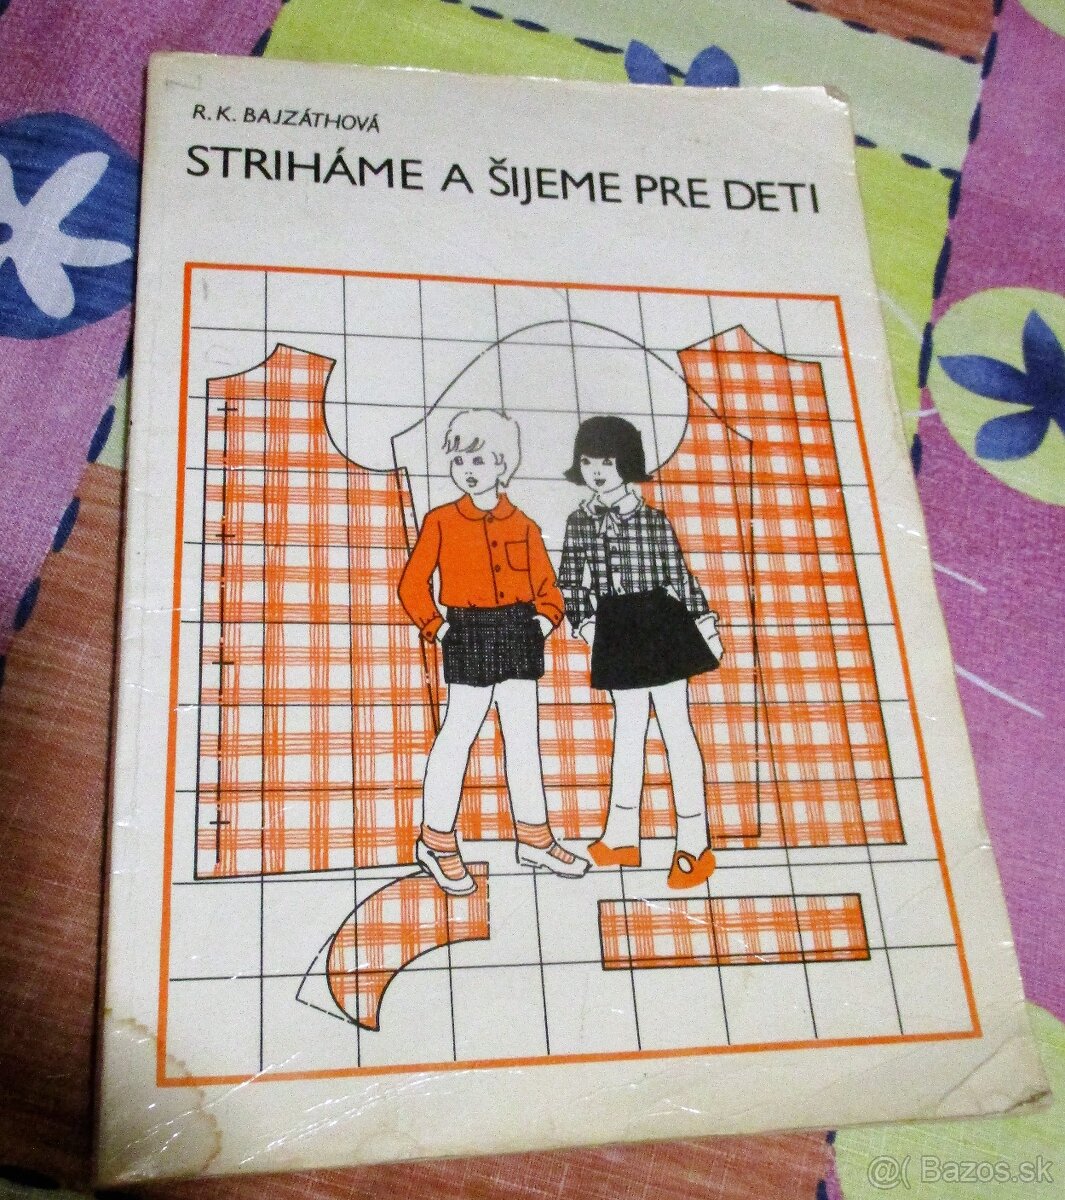 R. K. BAJZÁTHOVÁ
STRIHÁME A ŠIJEME PRE DETI
@( Bazos.sk